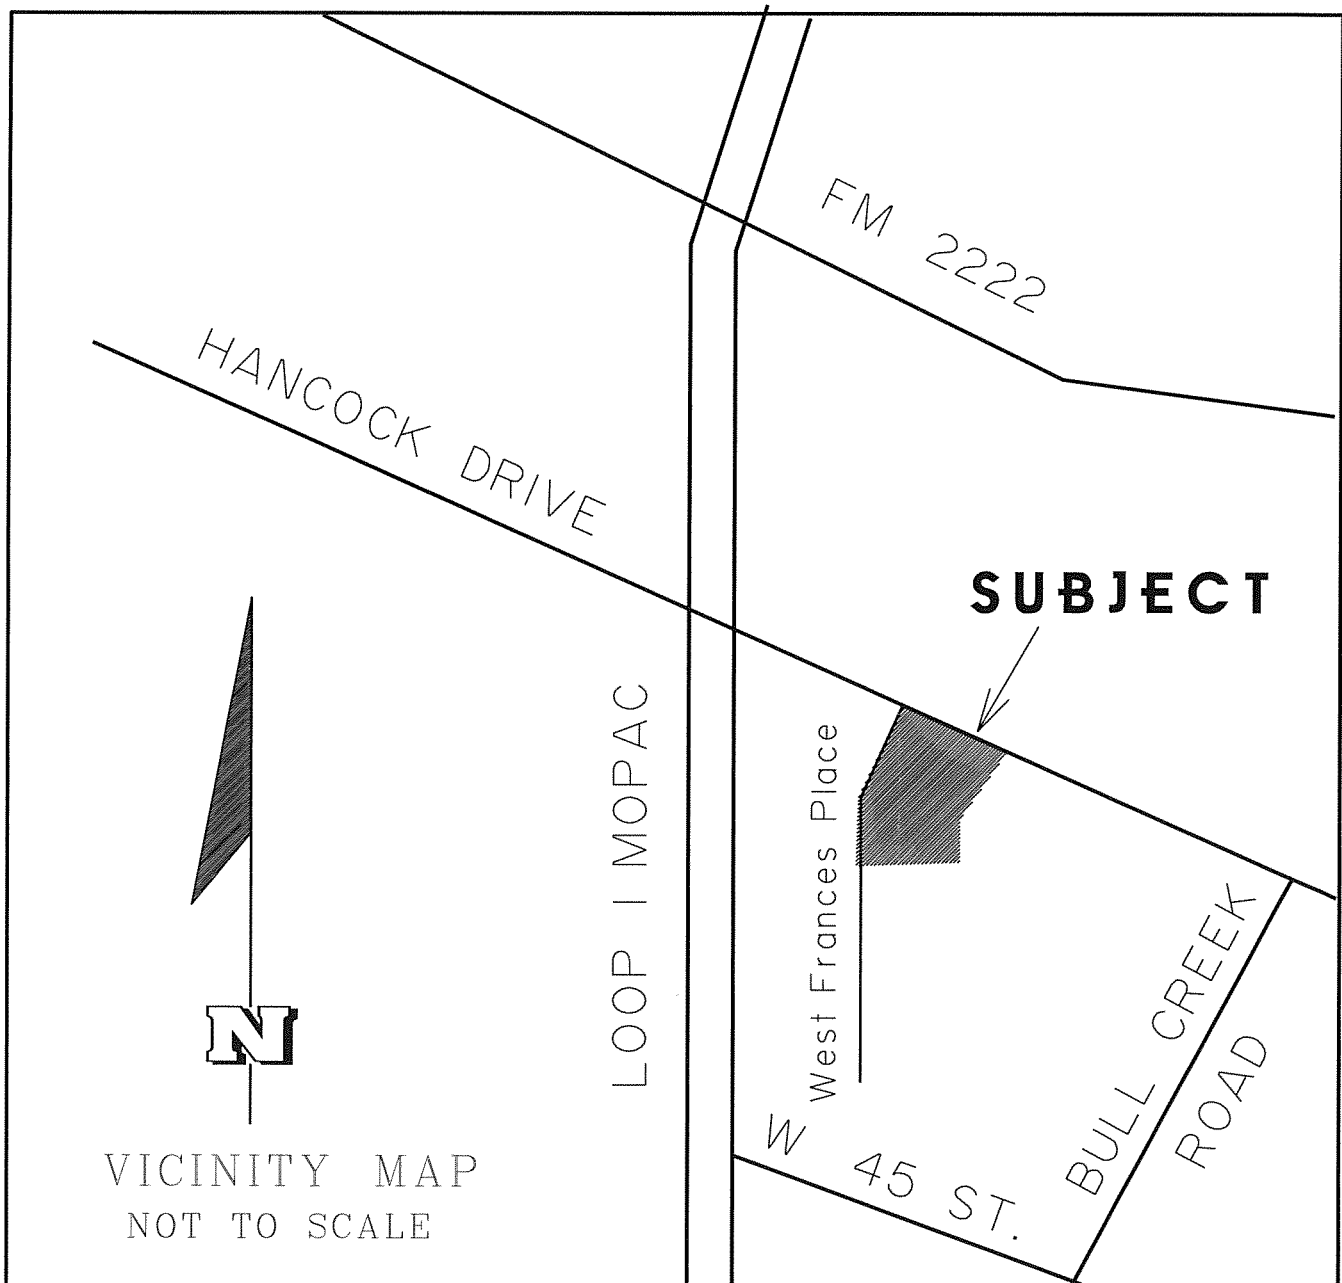 FM 2222
HANCOCK DRIVE
SUBJECT
LOOP 1 MOPAC
West Frances Place
BULL CREEK
ROAD
W 45 ST.
N
VICINITY MAP
NOT TO SCALE